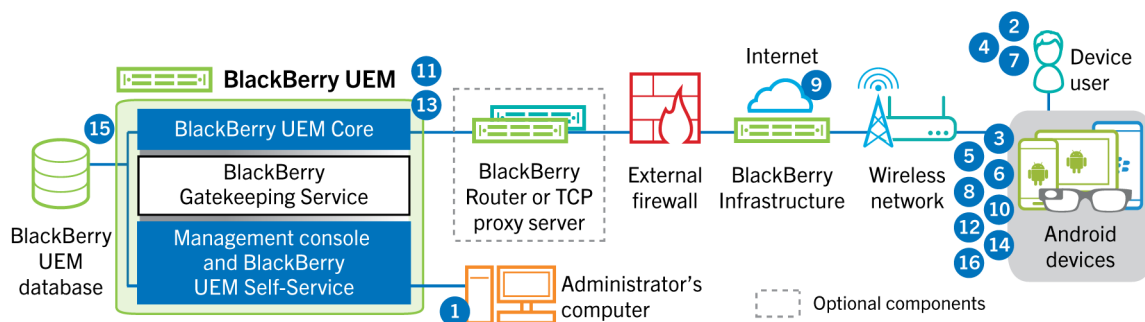 BlackBerry UEM
11
13
15
BlackBerry UEM Core
BlackBerry
Gatekeeping Service
Management console
and BlackBerry
UEM Self-Service
BlackBerry
UEM
database
1
Administrator's
computer
BlackBerry
Router or TCP
proxy server
External
firewall
Internet
9
BlackBerry
Infrastructure
Wireless
network
2
4
7
Device
user
3
5
6
8
10
12
14
16
Android
devices
Optional components